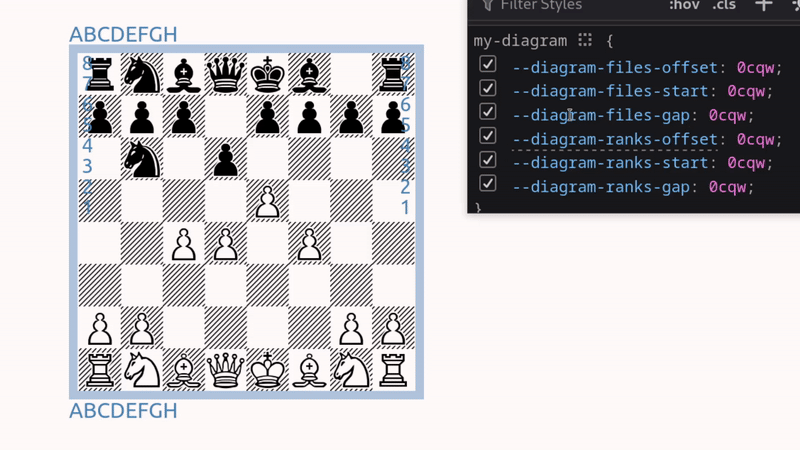 Filter Styles
:hov .cls +
my-diagram {
--diagram-files-offset: 0cqw;
--diagram-files-start: 0cqw;
--diagram-files-gap: 0cqw;
--diagram-ranks-offset: 0cqw;
--diagram-ranks-start: 0cqw;
--diagram-ranks-gap: 0cqw;
}
ABCDEFGH
8 8
7 7
6 6
5 5
4 4
3 3
2 2
1 1
ABCDEFGH